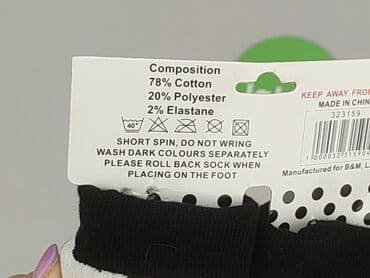 Composition
78% Cotton
20% Polyester
2% Elastane
40°
SHORT SPIN, DO NOT WRING
WASH DARK COLOURS SEPARATELY
PLEASE ROLL BACK SOCK WHEN
PLACING ON THE FOOT
KEEP AWAY FROM
MADE IN CHIN
323159
Manufactured for B&M, L